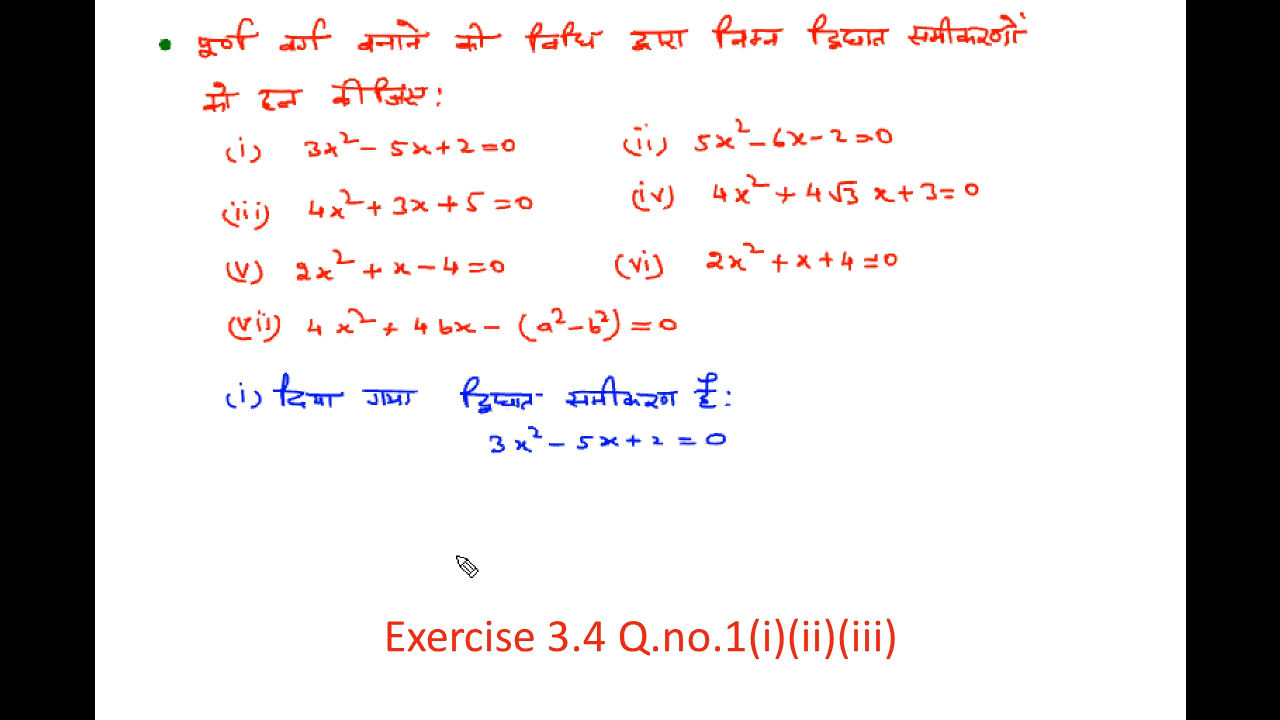 • पूर्ण वर्ग बनाने की विधि द्वारा निम्न द्विघात समीकरणों
को हल कीजिए:
(i) 3x² - 5x + 2 = 0 (ii) 5x² - 6x - 2 = 0
(iii) 4x² + 3x + 5 = 0 (iv) 4x² + 4√3 x + 3 = 0
(v) 2x² + x - 4 = 0 (vi) 2x² + x + 4 = 0
(vii) 4x² + 4bx - (a² - b²) = 0
(i) दिया गया द्विघात समीकरण है:
3x² - 5x + 2 = 0
Exercise 3.4 Q.no.1(i)(ii)(iii)